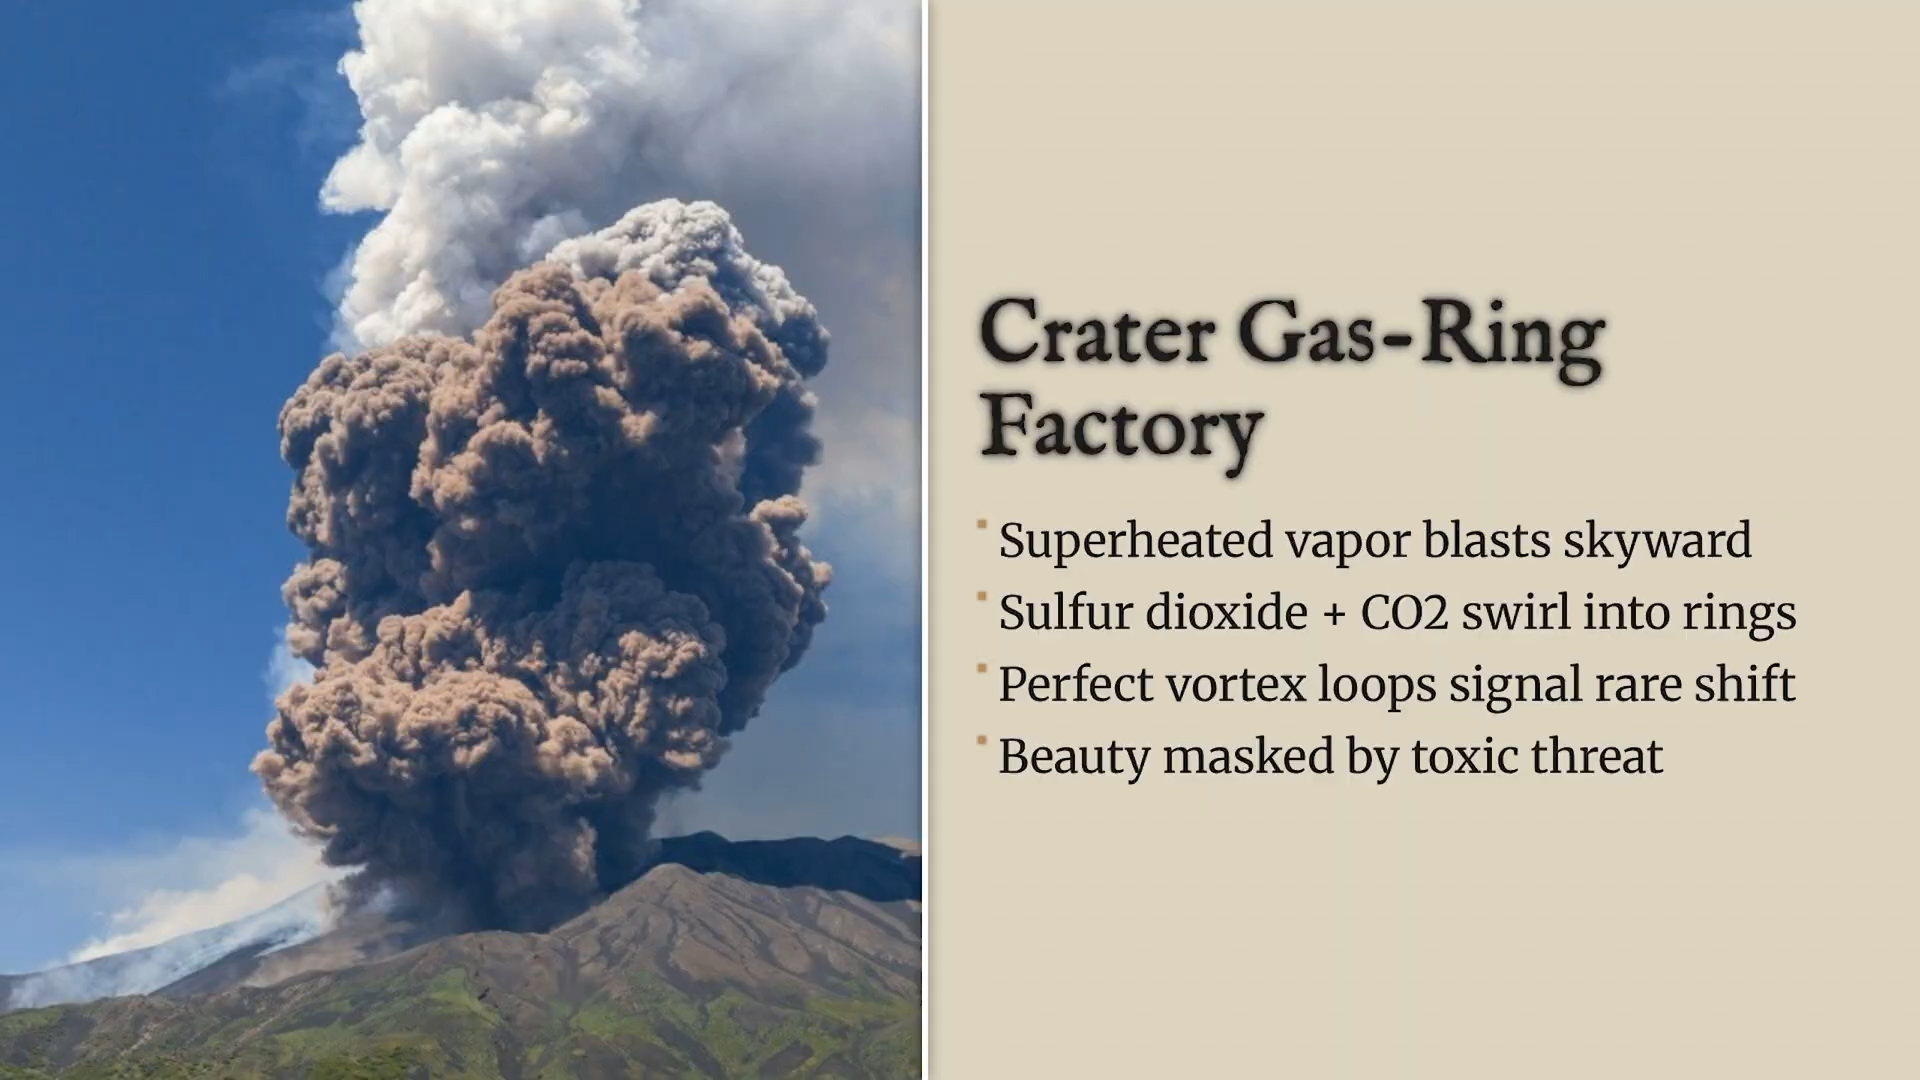 Crater Gas-Ring
Factory
Superheated vapor blasts skyward
Sulfur dioxide + CO2 swirl into rings
Perfect vortex loops signal rare shift
Beauty masked by toxic threat